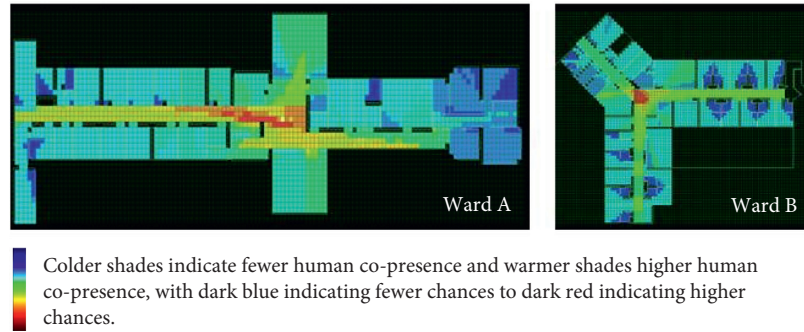 Ward A
Ward B
Colder shades indicate fewer human co-presence and warmer shades higher human
co-presence, with dark blue indicating fewer chances to dark red indicating higher
chances.